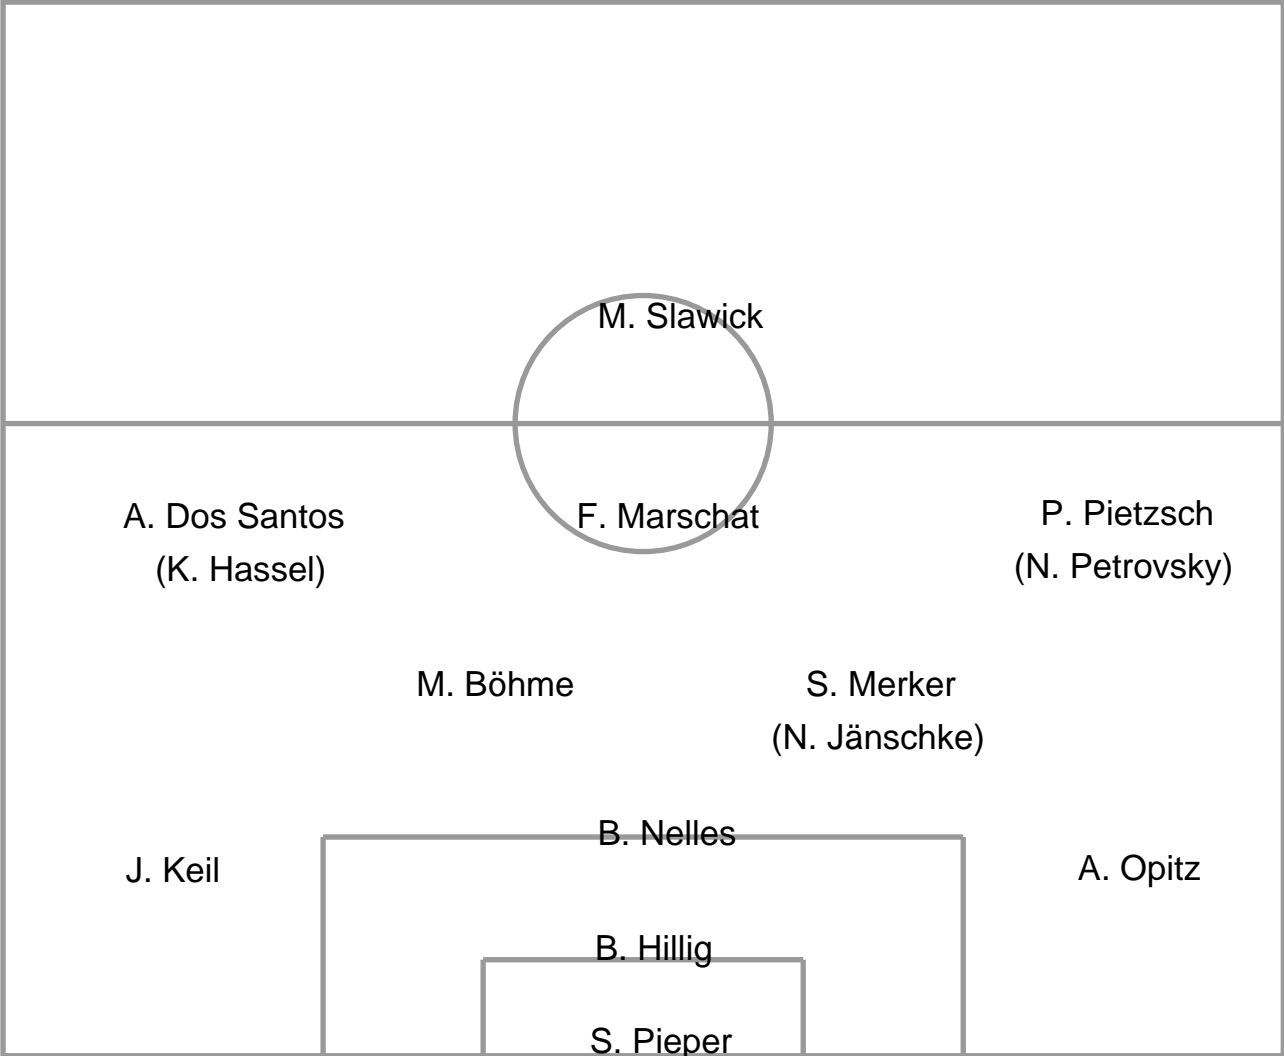 M. Slawick
A. Dos Santos
(K. Hassel)
F. Marschat
P. Pietzsch
(N. Petrovsky)
M. Böhme
S. Merker
(N. Jänschke)
B. Nelles
J. Keil
A. Opitz
B. Hillig
S. Pieper